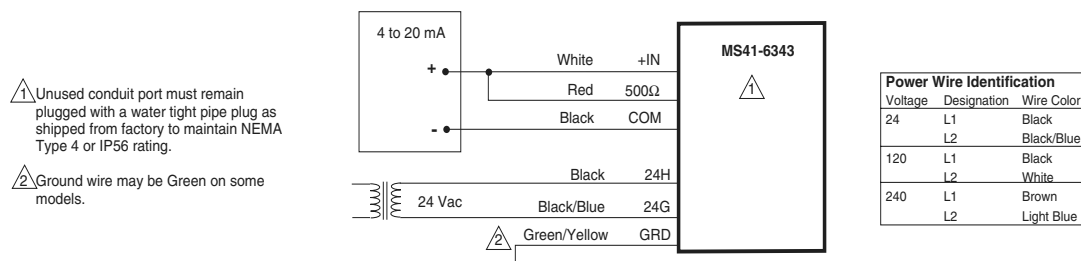 1 Unused conduit port must remain
plugged with a water tight pipe plug as
shipped from factory to maintain NEMA
Type 4 or IP56 rating.
2 Ground wire may be Green on some
models.
4 to 20 mA
+
-
White +IN
Red 500Ω
Black COM
24 Vac
Black 24H
Black/Blue 24G
2 Green/Yellow GRD
MS41-6343
1
Power Wire Identification
Voltage Designation Wire Color
24 L1 Black
L2 Black/Blue
120 L1 Black
L2 White
240 L1 Brown
L2 Light Blue